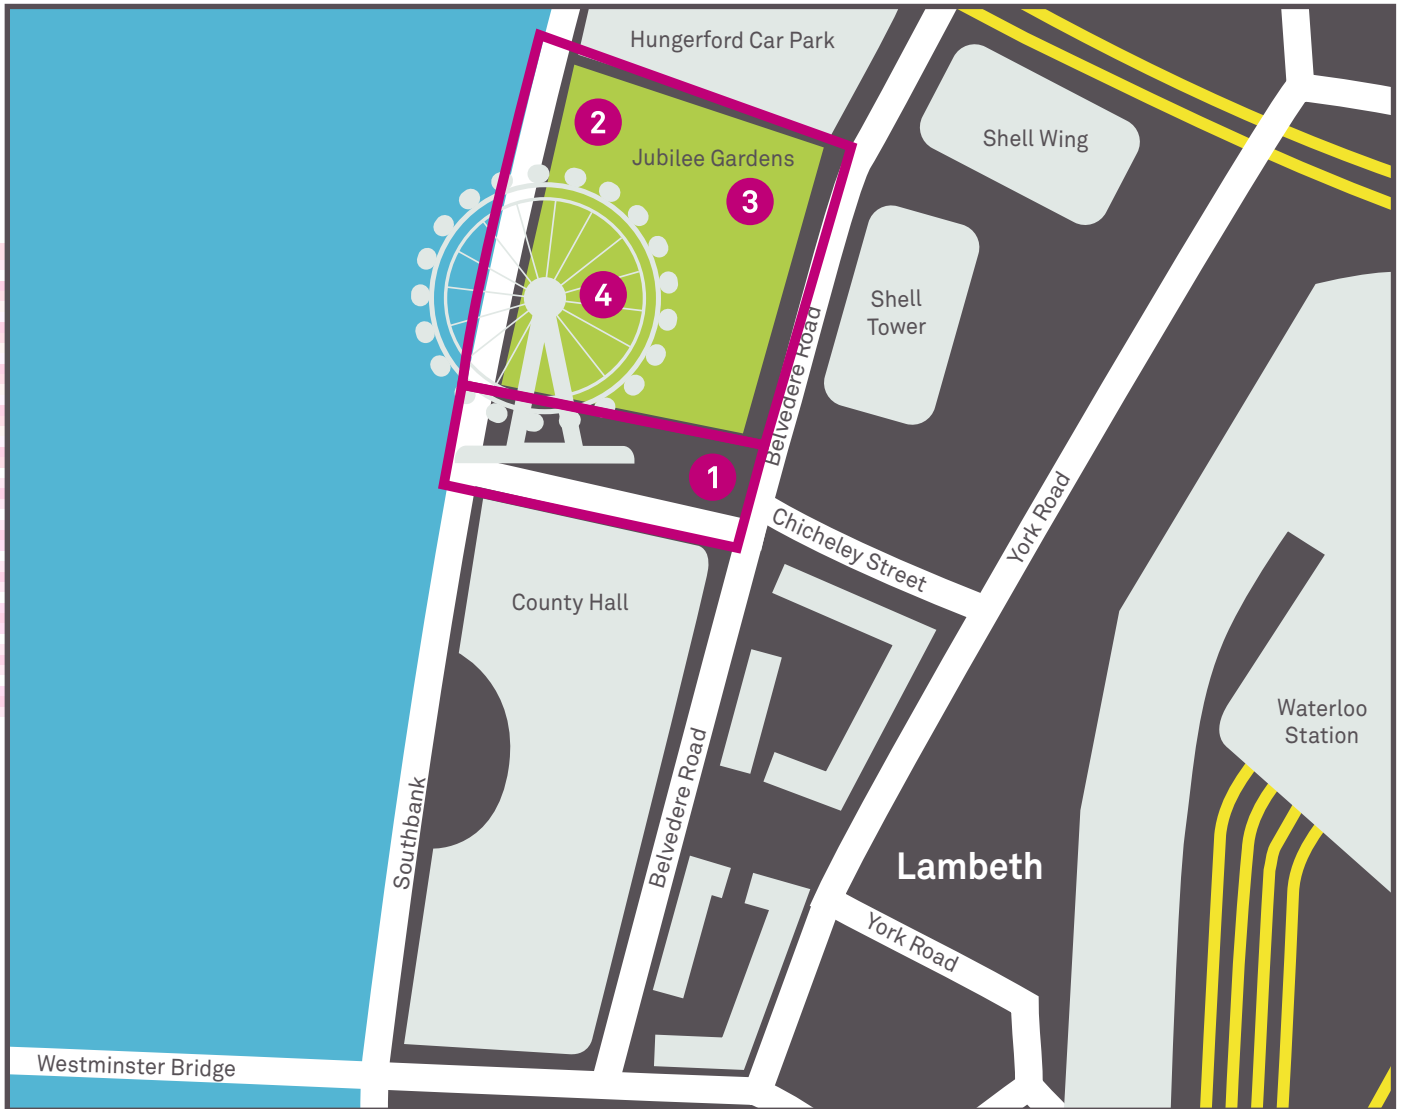 Hungerford Car Park
2
Jubilee Gardens
Shell Wing
3
4
Shell
Tower
Belvedere Road
1
Chicheley Street
York Road
County Hall
Waterloo
Station
Belvedere Road
Southbank
Lambeth
York Road
Westminster Bridge